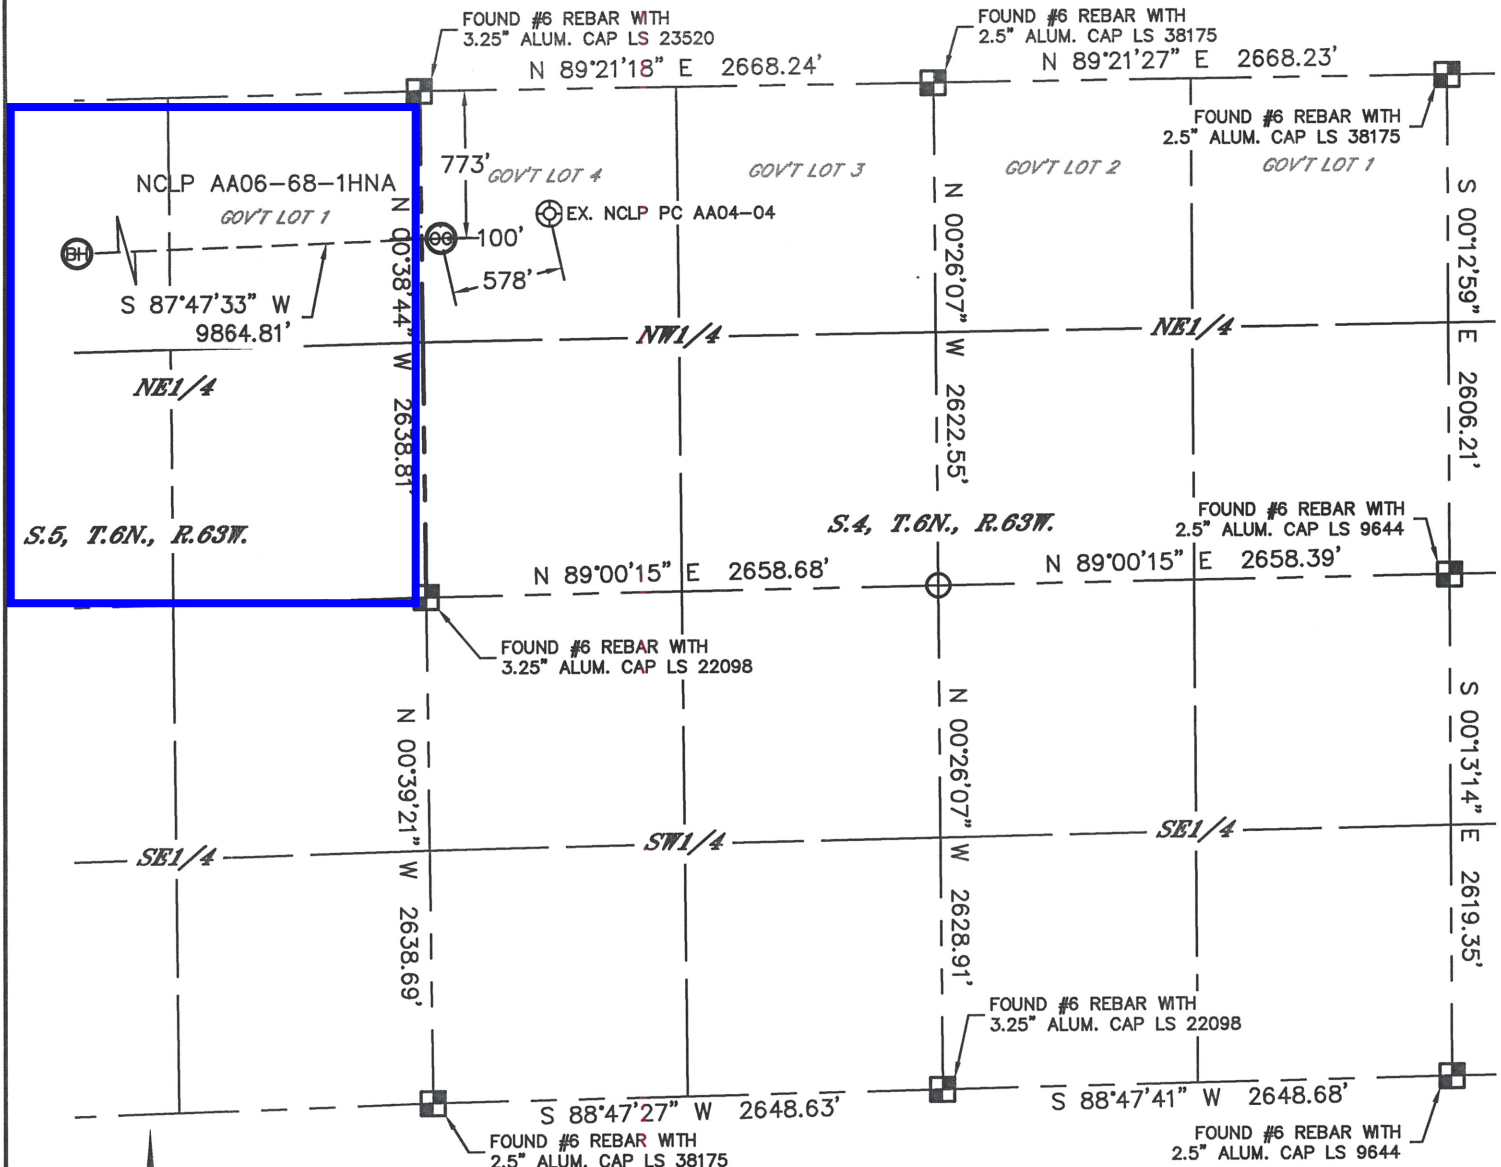 FOUND #6 REBAR WITH
3.25" ALUM. CAP LS 23520
FOUND #6 REBAR WITH
2.5" ALUM. CAP LS 38175
N 89°21'18" E 2668.24'
N 89°21'27" E 2668.23'
FOUND #6 REBAR WITH
2.5" ALUM. CAP LS 38175
773'
NCLP AA06-68-1HNA
GOV'T LOT 1
GOV'T LOT 4
GOV'T LOT 3
GOV'T LOT 2
GOV'T LOT 1
EX. NCLP PC AA04-04
BH
100'
578'
S 87°47'33" W
9864.81'
N 00°38'44" W 2638.81'
N 00°26'07" W 2622.55'
S 00°12'59" E 2606.21'
NE1/4
NW1/4
NE1/4
S.5, T.6N., R.63W.
S.4, T.6N., R.63W.
FOUND #6 REBAR WITH
2.5" ALUM. CAP LS 9644
N 89°00'15" E 2658.68'
N 89°00'15" E 2658.39'
FOUND #6 REBAR WITH
3.25" ALUM. CAP LS 22098
N 00°39'21" W 2638.69'
N 00°26'07" W 2628.91'
S 00°13'14" E 2619.35'
SE1/4
SW1/4
SE1/4
FOUND #6 REBAR WITH
3.25" ALUM. CAP LS 22098
S 88°47'27" W 2648.63'
S 88°47'41" W 2648.68'
FOUND #6 REBAR WITH
2.5" ALUM. CAP LS 38175
FOUND #6 REBAR WITH
2.5" ALUM. CAP LS 9644